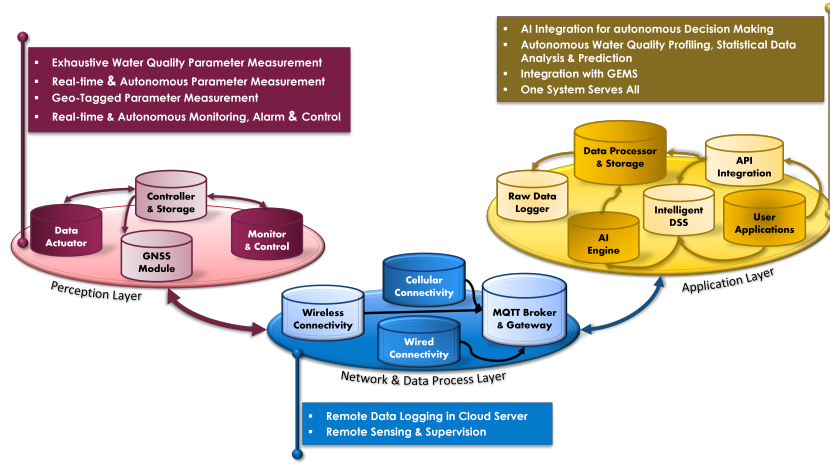 Exhaustive Water Quality Parameter Measurement
Real-time & Autonomous Parameter Measurement
Geo-Tagged Parameter Measurement
Real-time & Autonomous Monitoring, Alarm & Control
AI Integration for autonomous Decision Making
Autonomous Water Quality Profiling, Statistical Data
Analysis & Prediction
Integration with GEMS
One System Serves All
Controller
& Storage
Data
Actuator
GNSS
Module
Monitor
& Control
Perception Layer
Data Processor
& Storage
API
Integration
Raw Data
Logger
Intelligent
DSS
User
Applications
AI
Engine
Application Layer
Cellular
Connectivity
Wireless
Connectivity
MQTT Broker
& Gateway
Wired
Connectivity
Network & Data Process Layer
Remote Data Logging in Cloud Server
Remote Sensing & Supervision